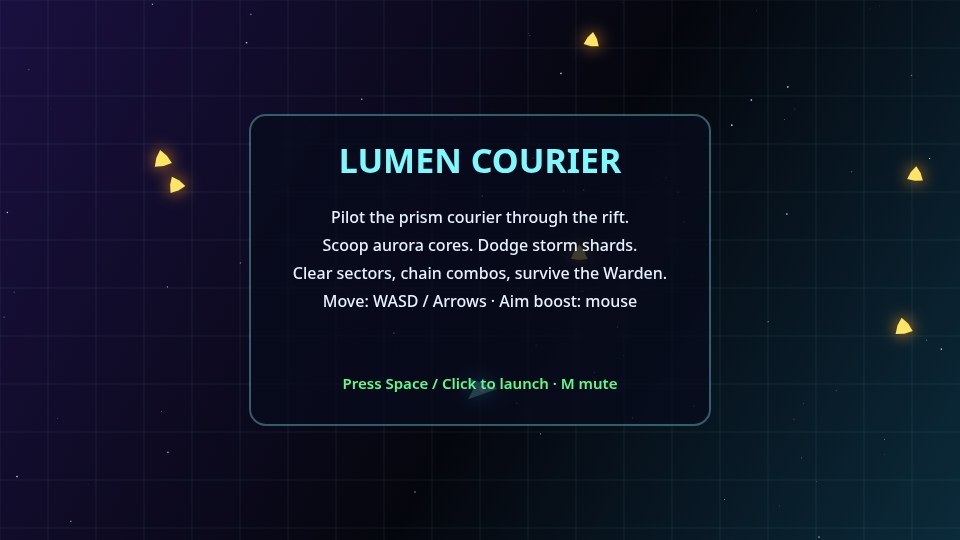 LUMEN COURIER
Pilot the prism courier through the rift.
Scoop aurora cores. Dodge storm shards.
Clear sectors, chain combos, survive the Warden.
Move: WASD / Arrows · Aim boost: mouse
Press Space / Click to launch · M mute